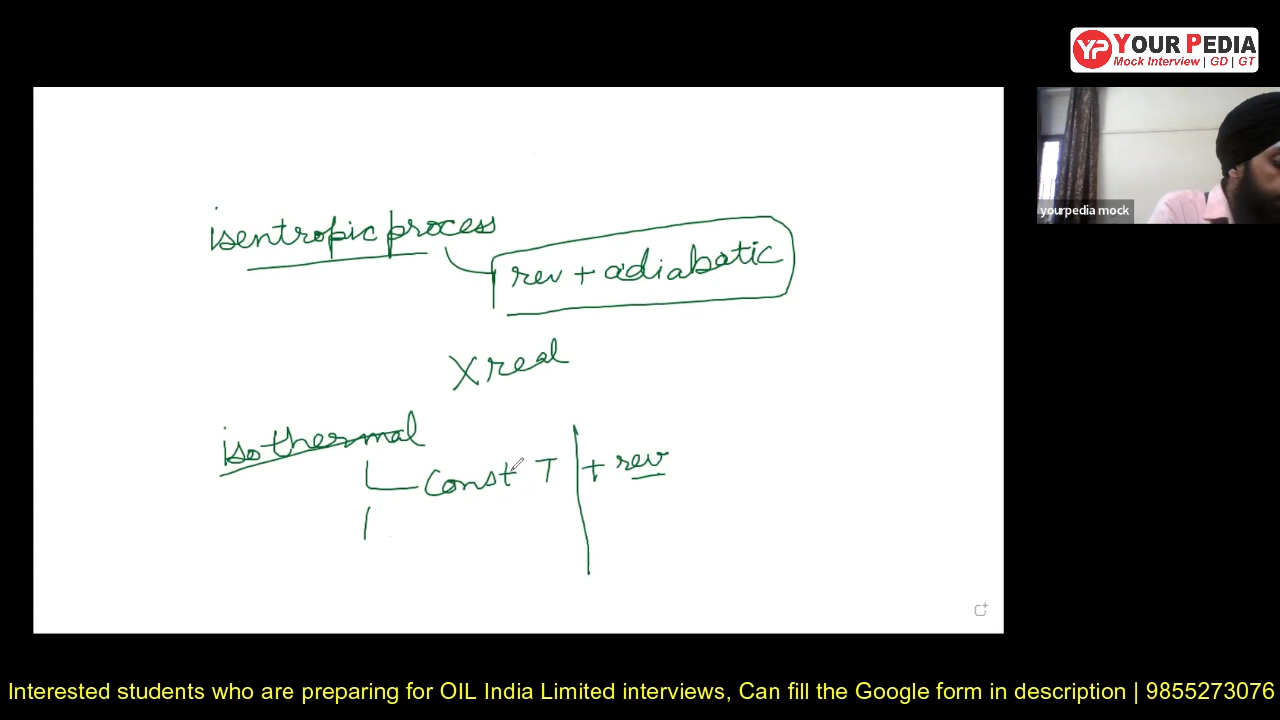 YP YOUR PEDIA
Mock Interview | GD | GT
yourpedia mock
isentropic process
rev + adiabatic
X real
isothermal
Const T + rev
Interested students who are preparing for OIL India Limited interviews, Can fill the Google form in description | 9855273076